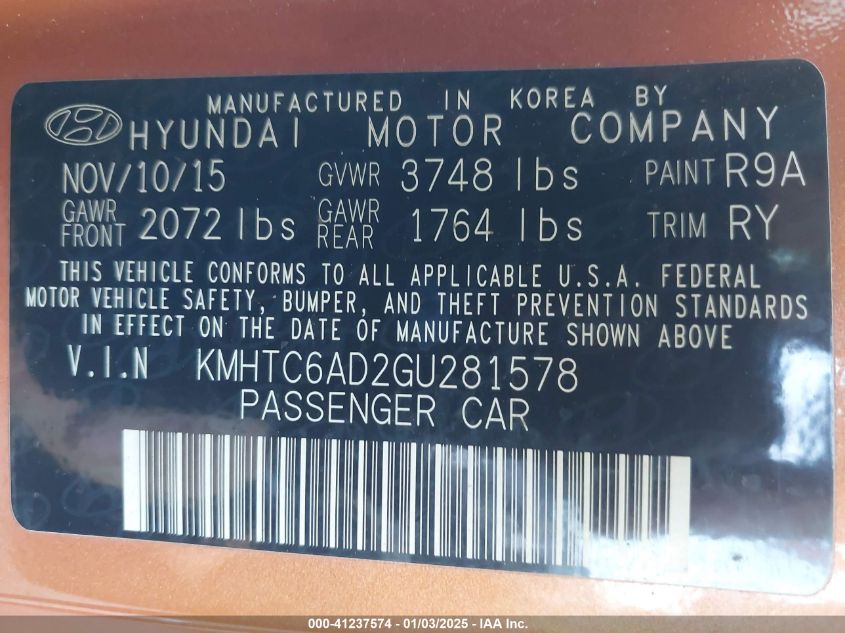 MANUFACTURED IN KOREA BY
HYUNDAI MOTOR COMPANY
NOV/10/15 GVWR 3748 lbs PAINT R9A
GAWR FRONT 2072 lbs GAWR REAR 1764 lbs TRIM RY
THIS VEHICLE CONFORMS TO ALL APPLICABLE U.S.A. FEDERAL
MOTOR VEHICLE SAFETY, BUMPER, AND THEFT PREVENTION STANDARDS
IN EFFECT ON THE DATE OF MANUFACTURE SHOWN ABOVE
V.I.N KMHTC6AD2GU281578
PASSENGER CAR
000-41237574 - 01/03/2025 - IAA Inc.